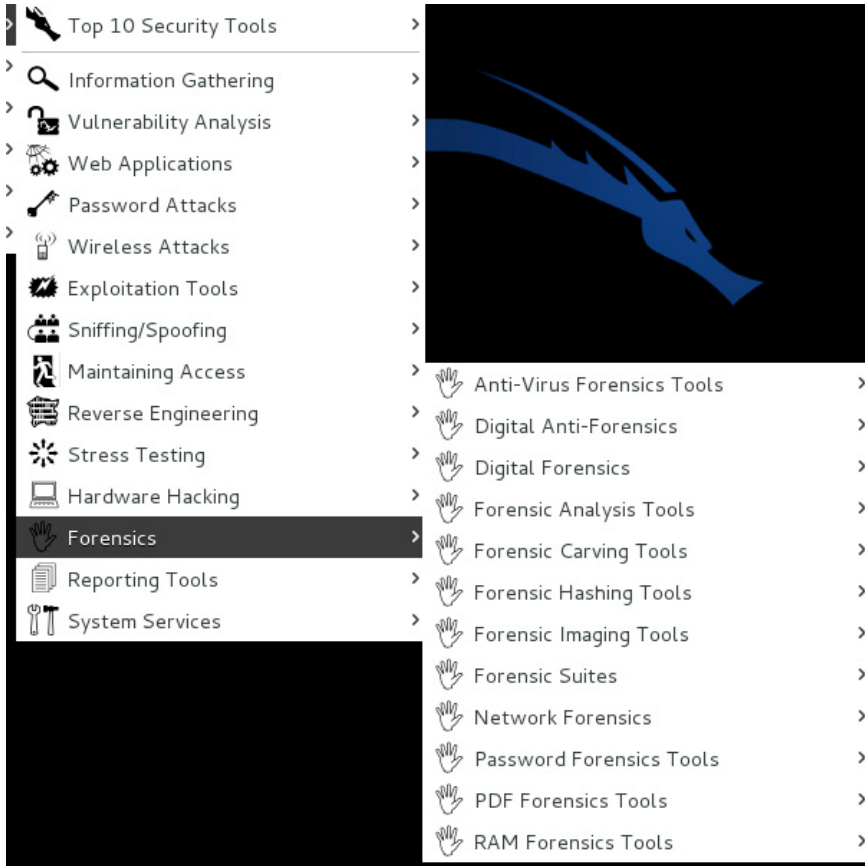 Top 10 Security Tools
Information Gathering
Vulnerability Analysis
Web Applications
Password Attacks
Wireless Attacks
Exploitation Tools
Sniffing/Spoofing
Maintaining Access
Reverse Engineering
Stress Testing
Hardware Hacking
Forensics
Reporting Tools
System Services
Anti-Virus Forensics Tools
Digital Anti-Forensics
Digital Forensics
Forensic Analysis Tools
Forensic Carving Tools
Forensic Hashing Tools
Forensic Imaging Tools
Forensic Suites
Network Forensics
Password Forensics Tools
PDF Forensics Tools
RAM Forensics Tools